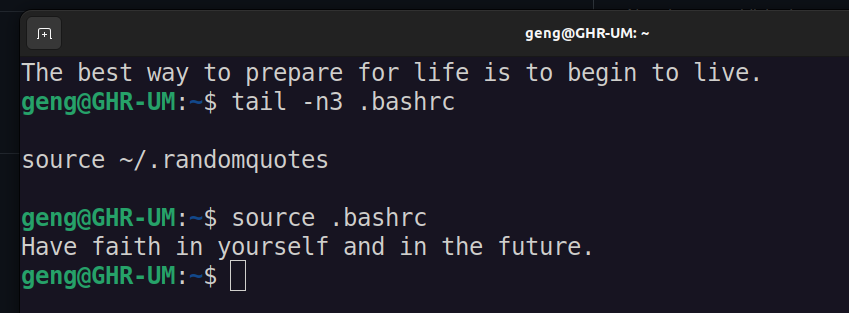 geng@GHR-UM: ~
The best way to prepare for life is to begin to live.
geng@GHR-UM:~$ tail -n3 .bashrc
source ~/.randomquotes
geng@GHR-UM:~$ source .bashrc
Have faith in yourself and in the future.
geng@GHR-UM:~$